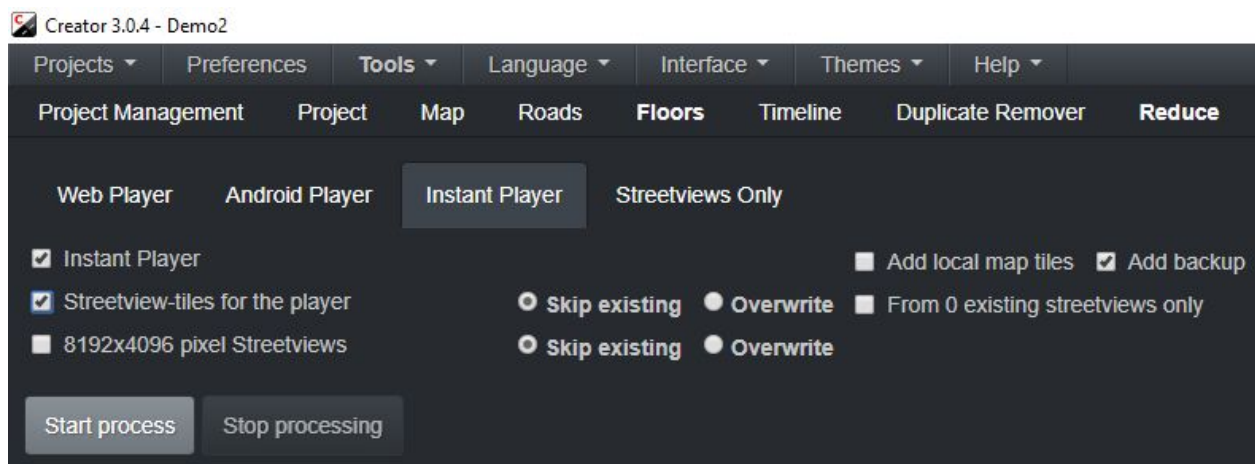 Creator 3.0.4 - Demo2
Projects Preferences Tools Language Interface Themes Help
Project Management Project Map Roads Floors Timeline Duplicate Remover Reduce
Web Player Android Player Instant Player Streetviews Only
Instant Player Add local map tiles Add backup
Streetview-tiles for the player Skip existing Overwrite From 0 existing streetviews only
8192x4096 pixel Streetviews Skip existing Overwrite
Start process Stop processing